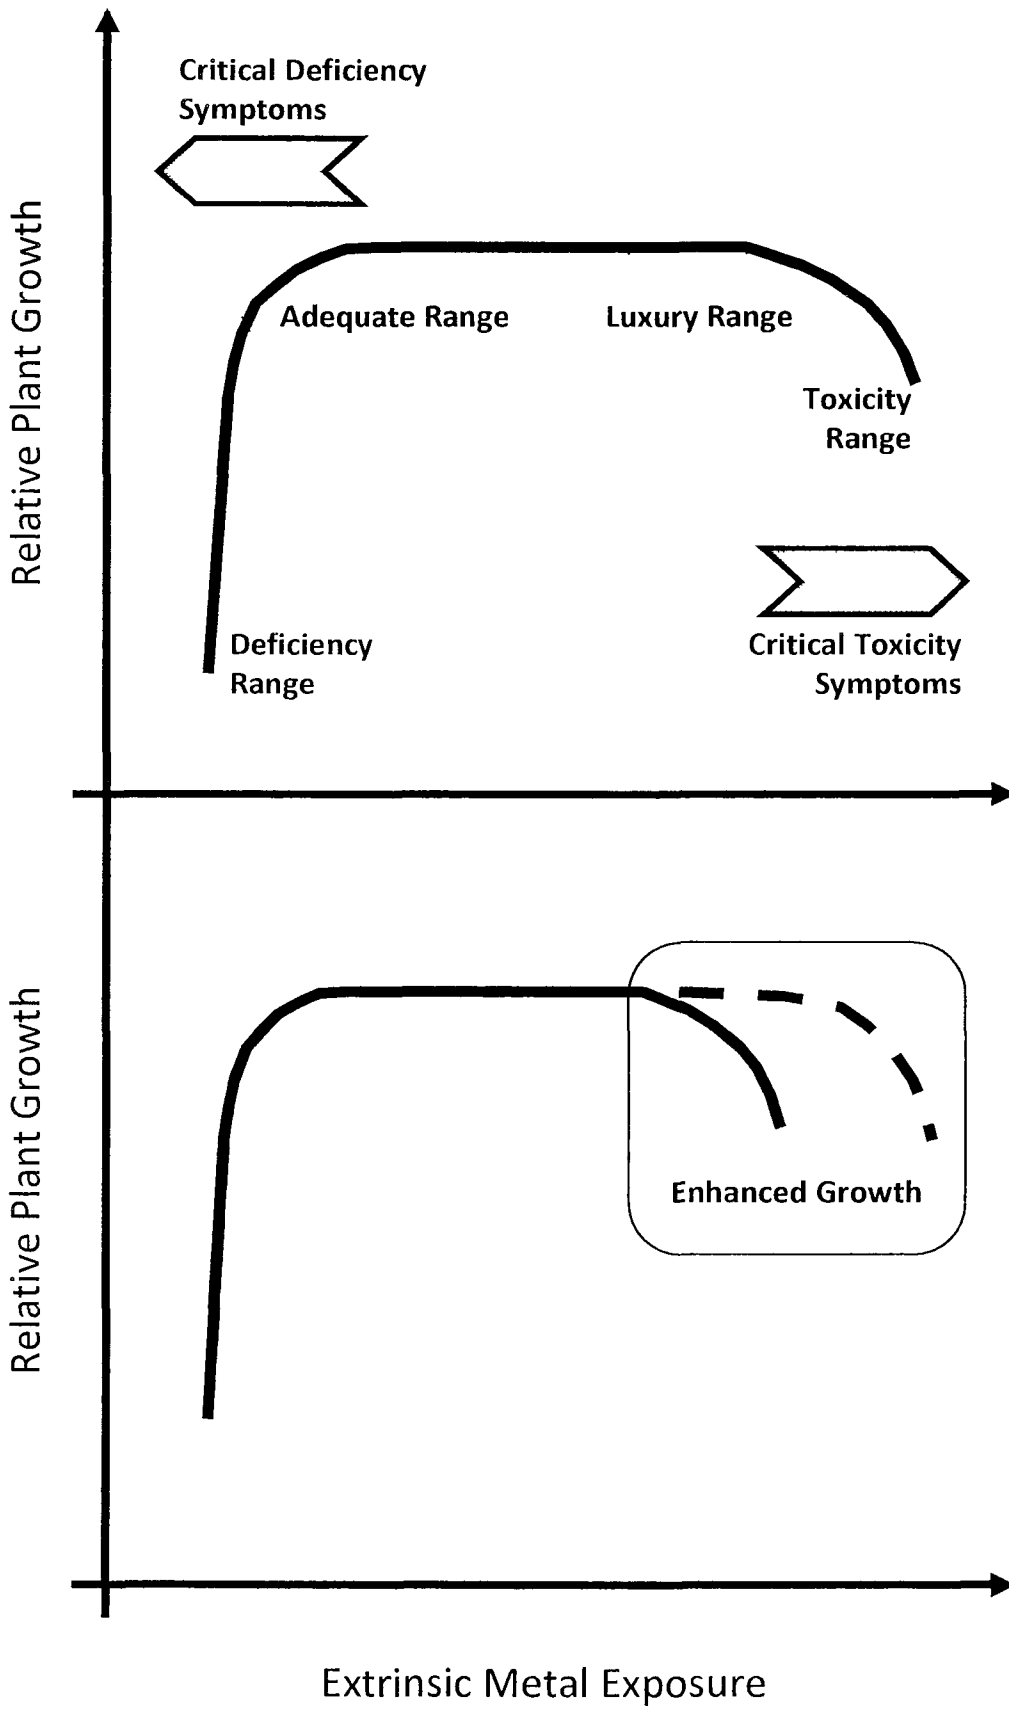 Critical Deficiency
Symptoms
Relative Plant Growth
Adequate Range
Luxury Range
Toxicity
Range
Deficiency
Range
Critical Toxicity
Symptoms
Relative Plant Growth
Enhanced Growth
Extrinsic Metal Exposure